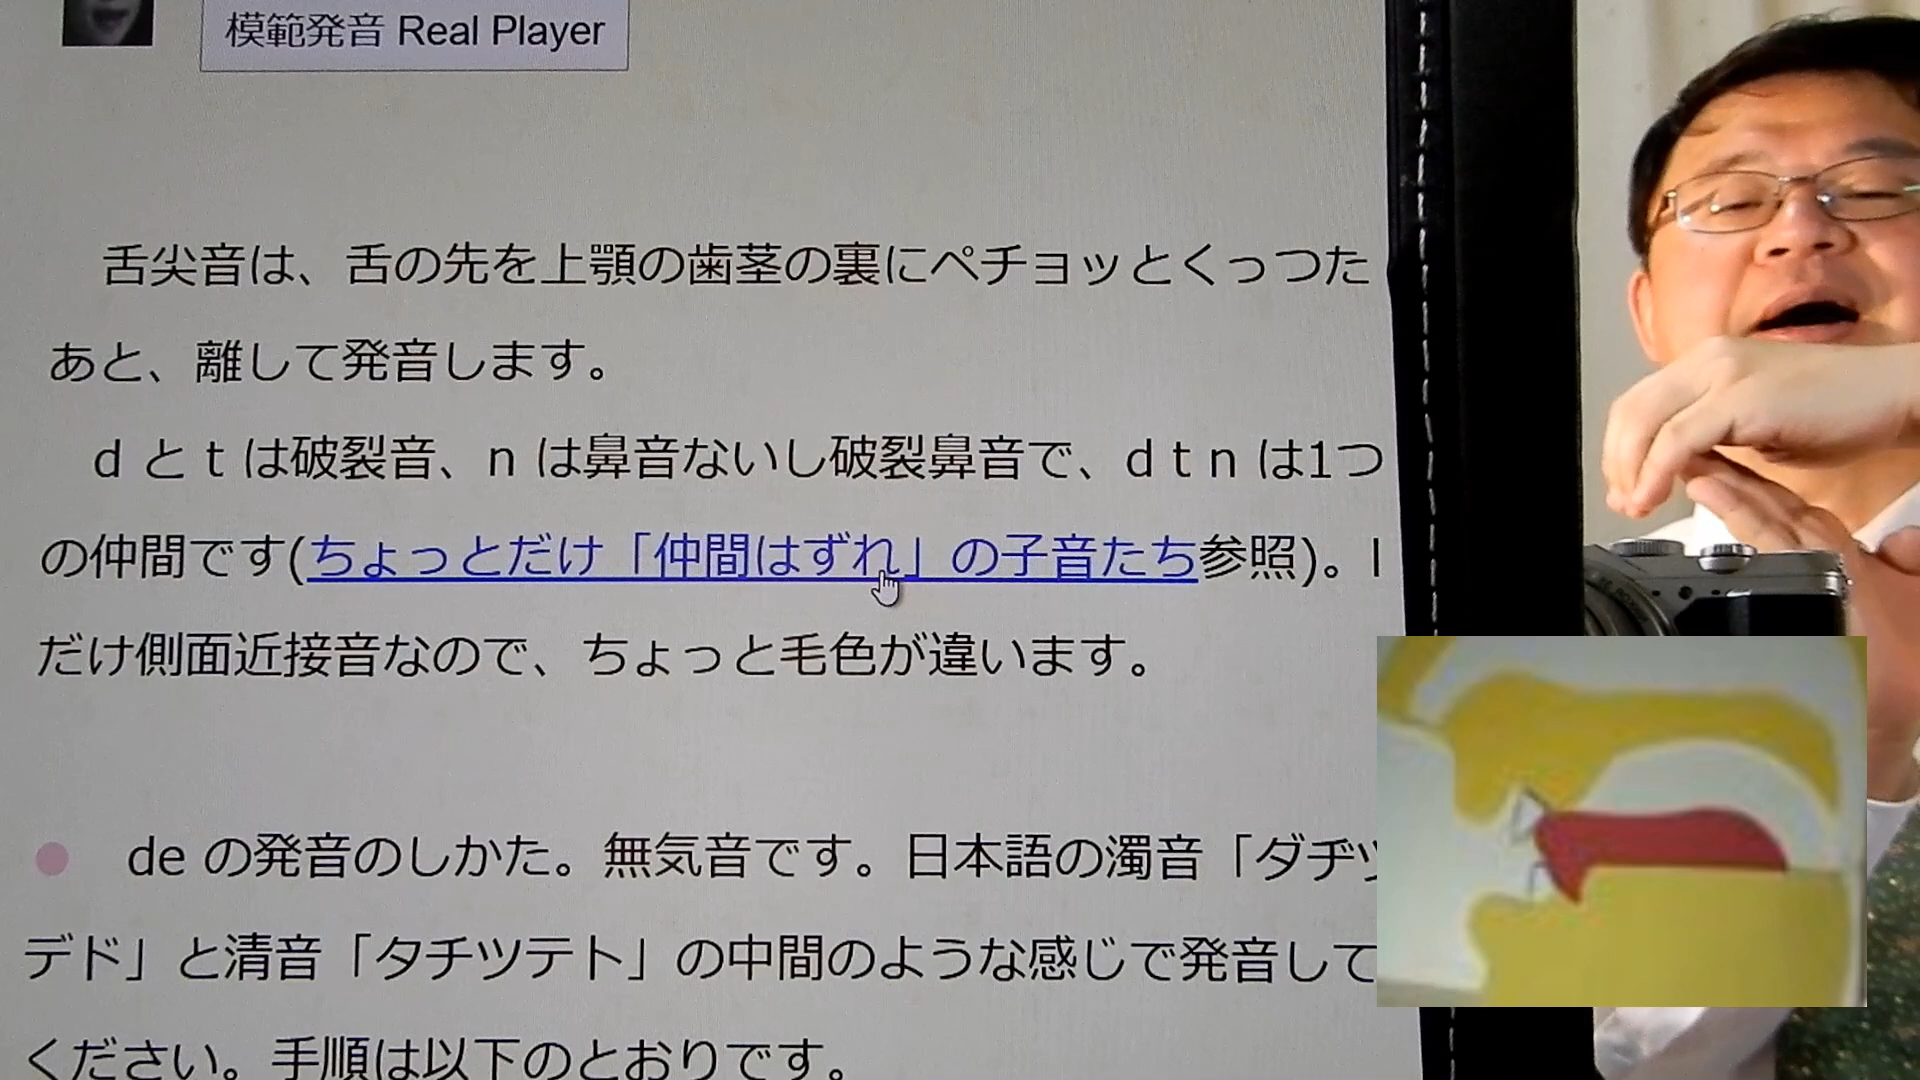 模範発音 Real Player
舌尖音は、舌の先を上顎の歯茎の裏にペチョッとくっつた
あと、離して発音します。
d と t は破裂音、n は鼻音ないし破裂鼻音で、d t n は1つ
の仲間です(ちょっとだけ「仲間はずれ」の子音たち参照)。l
だけ側面近接音なので、ちょっと毛色が違います。
● de の発音のしかた。無気音です。日本語の濁音「ダヂヅ
デド」と清音「タチツテト」の中間のような感じで発音して
ください。手順は以下のとおりです。